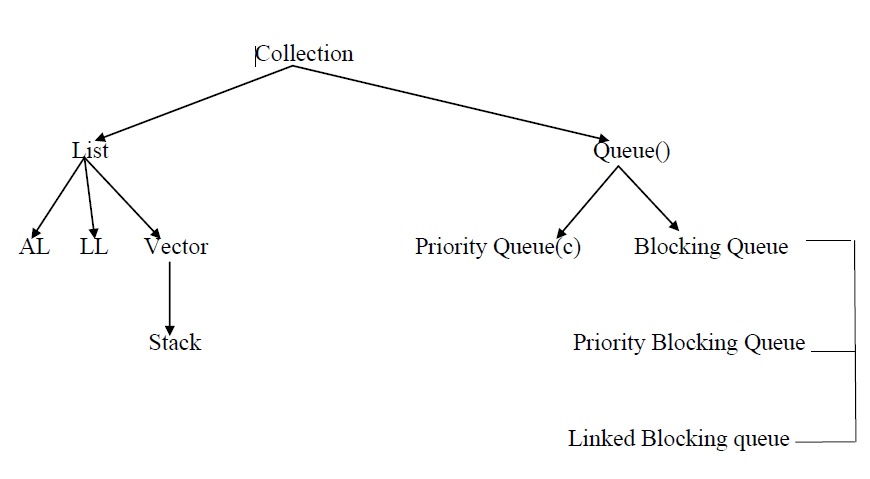 Collection
List Queue()
AL LL Vector Priority Queue(c) Blocking Queue
Stack Priority Blocking Queue
Linked Blocking queue